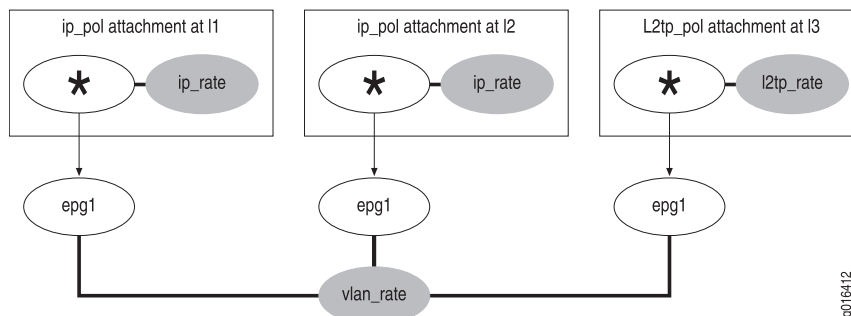 ip_pol attachment at I1
ip_pol attachment at I2
L2tp_pol attachment at I3
* ip_rate
* ip_rate
* l2tp_rate
epg1
epg1
epg1
vlan_rate
g016412